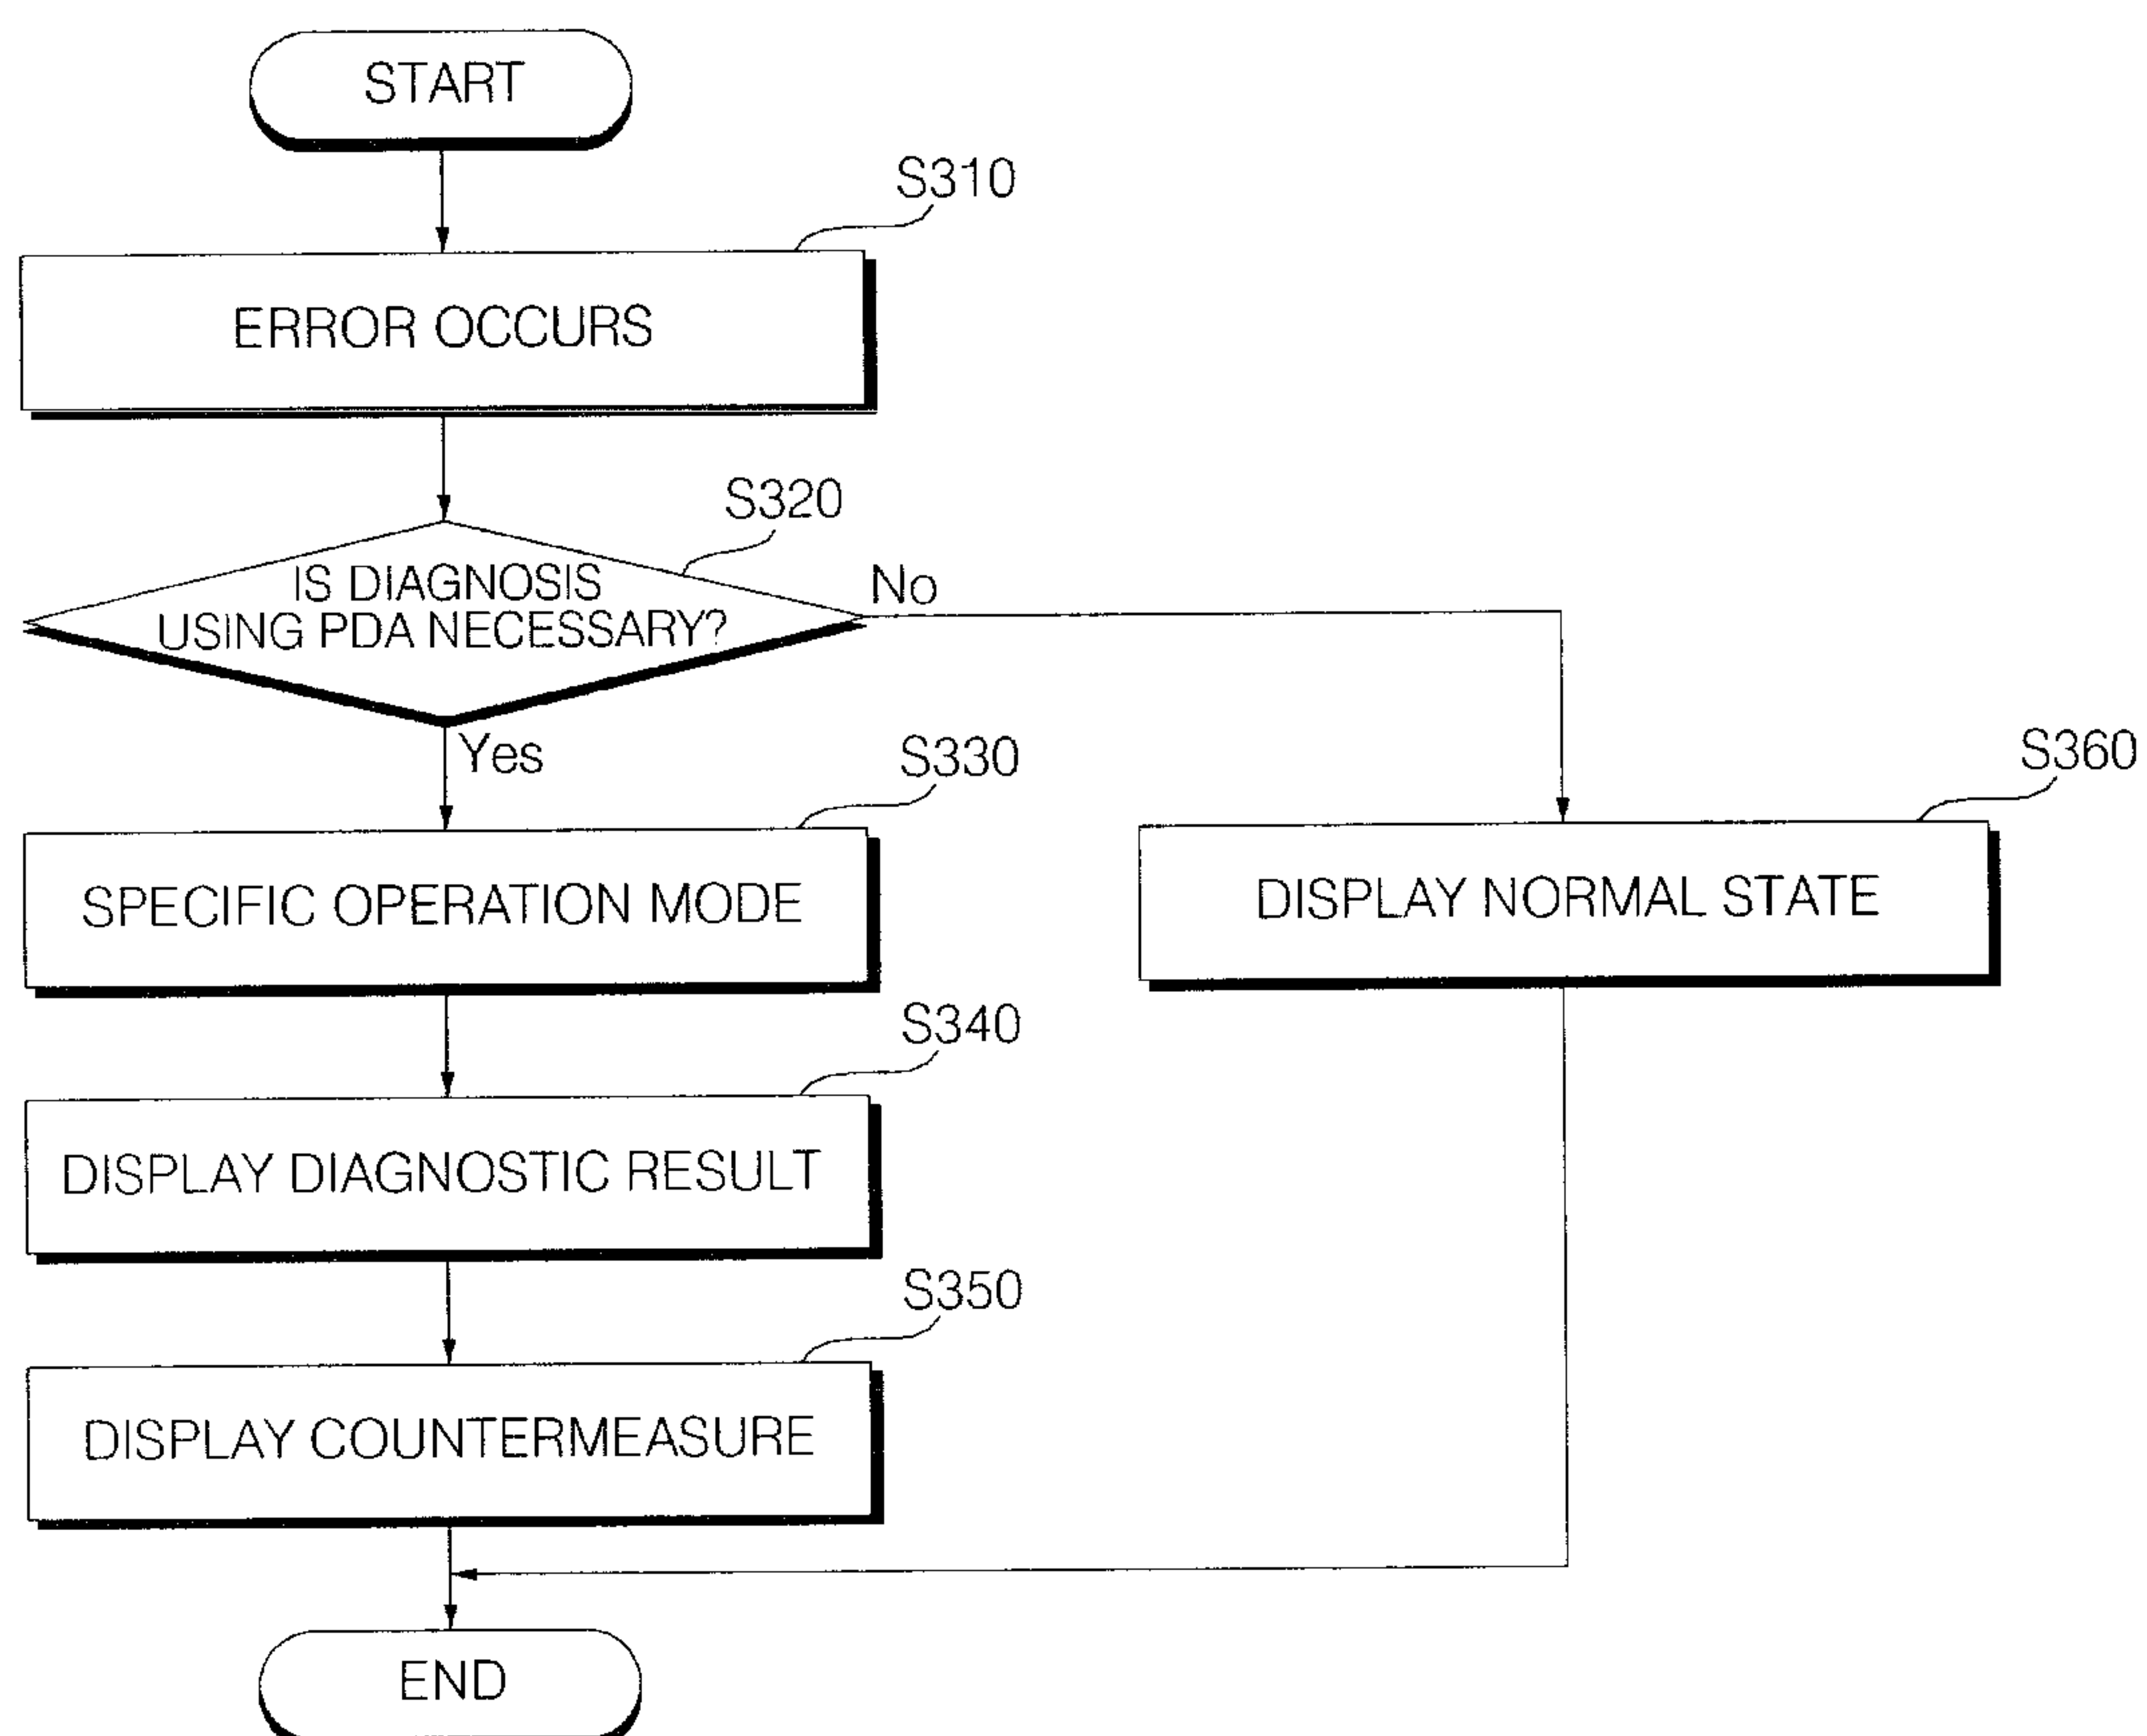 START
S310
ERROR OCCURS
S320
IS DIAGNOSIS
USING PDA NECESSARY?
No
Yes
S330
SPECIFIC OPERATION MODE
S360
DISPLAY NORMAL STATE
S340
DISPLAY DIAGNOSTIC RESULT
S350
DISPLAY COUNTERMEASURE
END